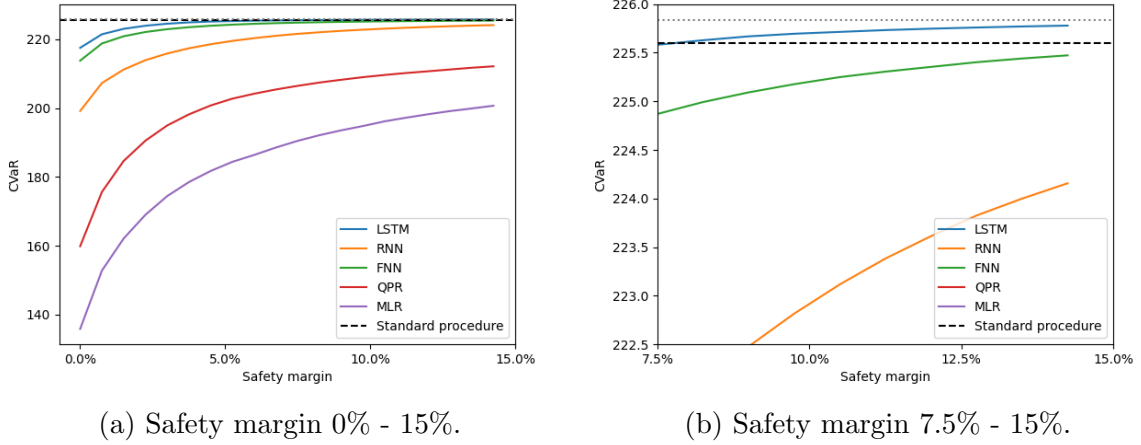 220
200
180
160
140
CVaR
0.0% 5.0% 10.0% 15.0%
Safety margin
LSTM
RNN
FNN
QPR
MLR
Standard procedure
(a) Safety margin 0% - 15%.
226.0
225.5
225.0
224.5
224.0
223.5
223.0
222.5
CVaR
7.5% 10.0% 12.5% 15.0%
Safety margin
LSTM
RNN
FNN
QPR
MLR
Standard procedure
(b) Safety margin 7.5% - 15%.